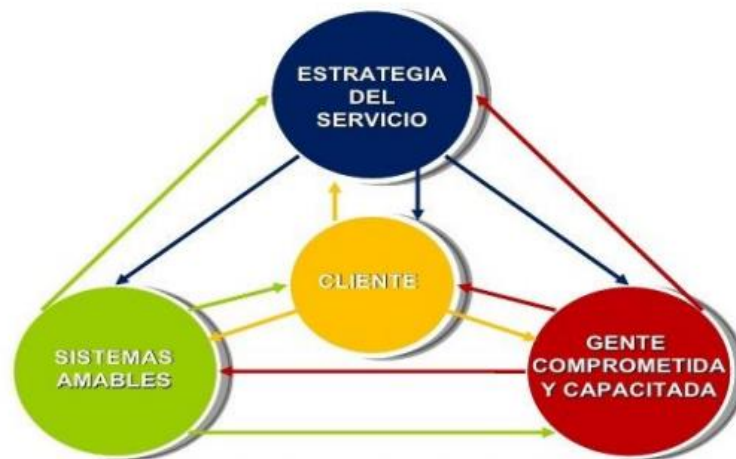 ESTRATEGIA
DEL
SERVICIO
CLIENTE
SISTEMAS
AMABLES
GENTE
COMPROMETIDA
Y CAPACITADA